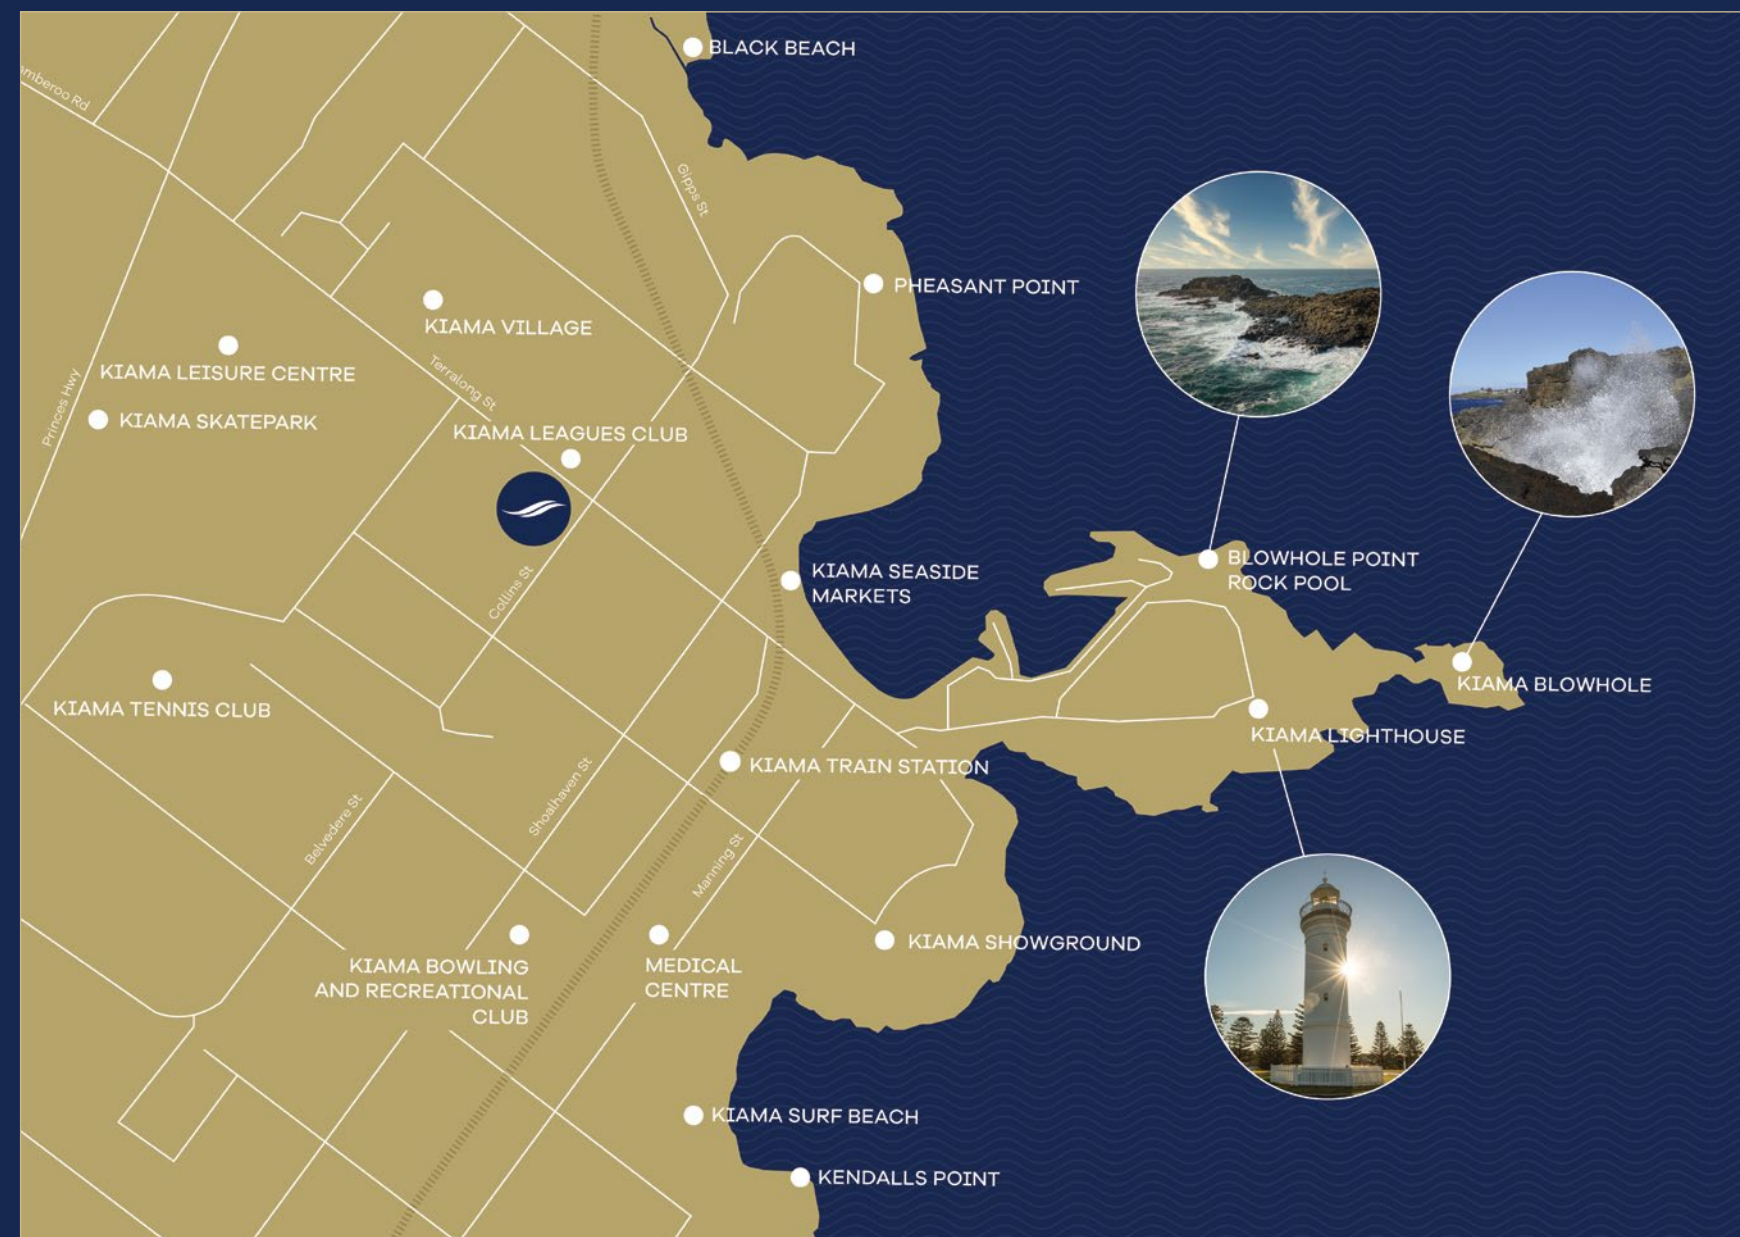 BLACK BEACH
mberoo Rd
Gipps St
PHEASANT POINT
KIAMA VILLAGE
KIAMA LEISURE CENTRE
Terralong St
Princes Hwy
KIAMA SKATEPARK
KIAMA LEAGUES CLUB
BLOWHOLE POINT
ROCK POOL
KIAMA SEASIDE
MARKETS
Collins St
KIAMA BLOWHOLE
KIAMA TENNIS CLUB
KIAMA LIGHTHOUSE
KIAMA TRAIN STATION
Shoalhaven St
Belvedere St
Manning St
KIAMA SHOWGROUND
KIAMA BOWLING
AND RECREATIONAL
CLUB
MEDICAL
CENTRE
KIAMA SURF BEACH
KENDALLS POINT